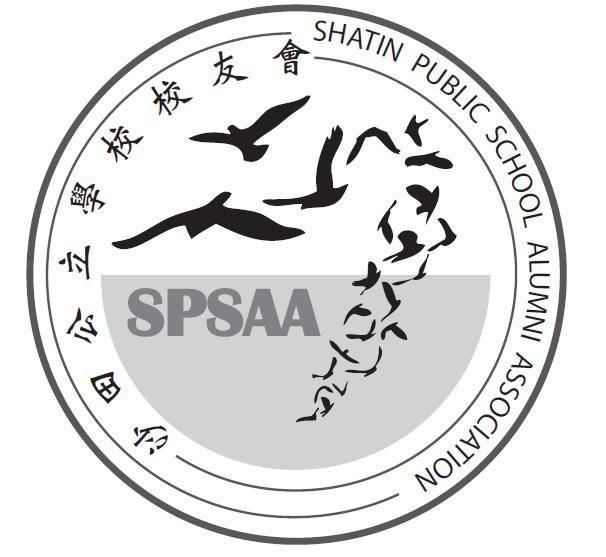 沙田公立學校校友會
SHATIN PUBLIC SCHOOL ALUMNI ASSOCIATION
SPSAA